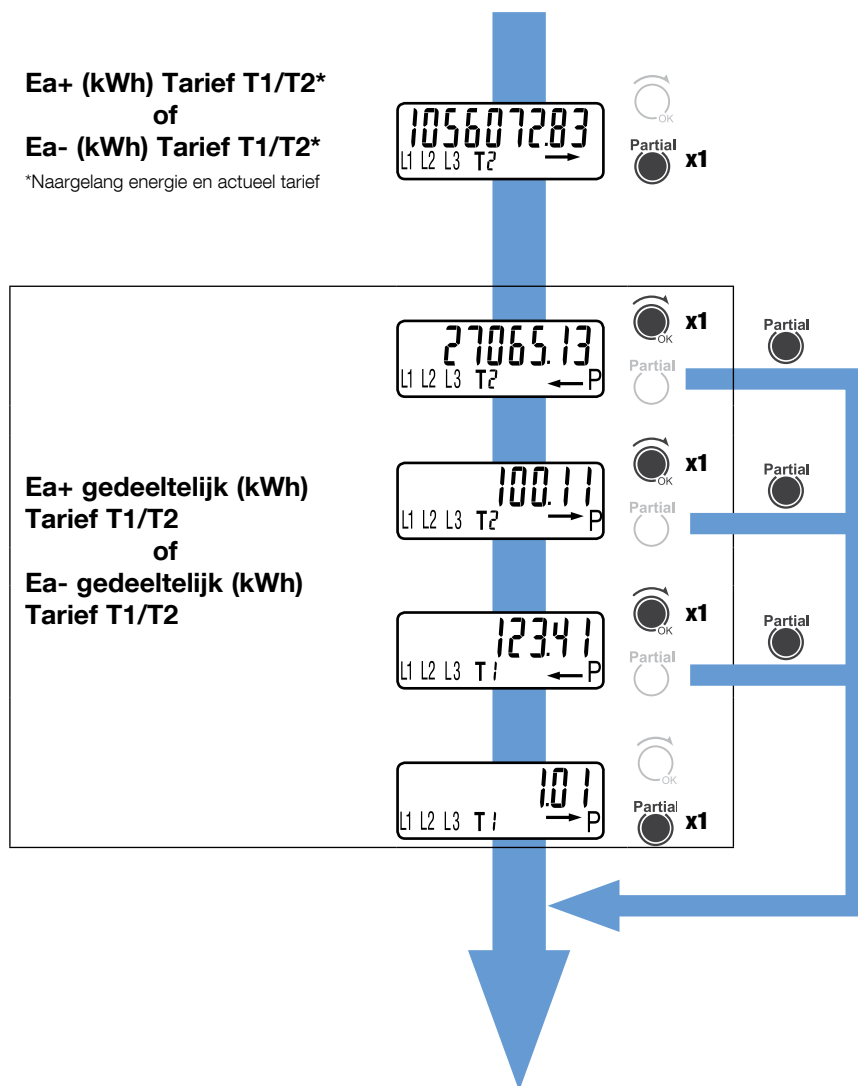 Ea+ (kWh) Tarief T1/T2*
of
Ea- (kWh) Tarief T1/T2*
*Naargelang energie en actueel tarief
1056072.83
L1 L2 L3 T2
OK
Partial
x1
27065.13
L1 L2 L3 T2 P
OK
x1
Partial
Partial
Ea+ gedeeltelijk (kWh)
Tarief T1/T2
of
Ea- gedeeltelijk (kWh)
Tarief T1/T2
100.11
L1 L2 L3 T2 P
OK
x1
Partial
Partial
123.41
L1 L2 L3 T1 P
OK
x1
Partial
Partial
1.01
L1 L2 L3 T1 P
OK
Partial
x1